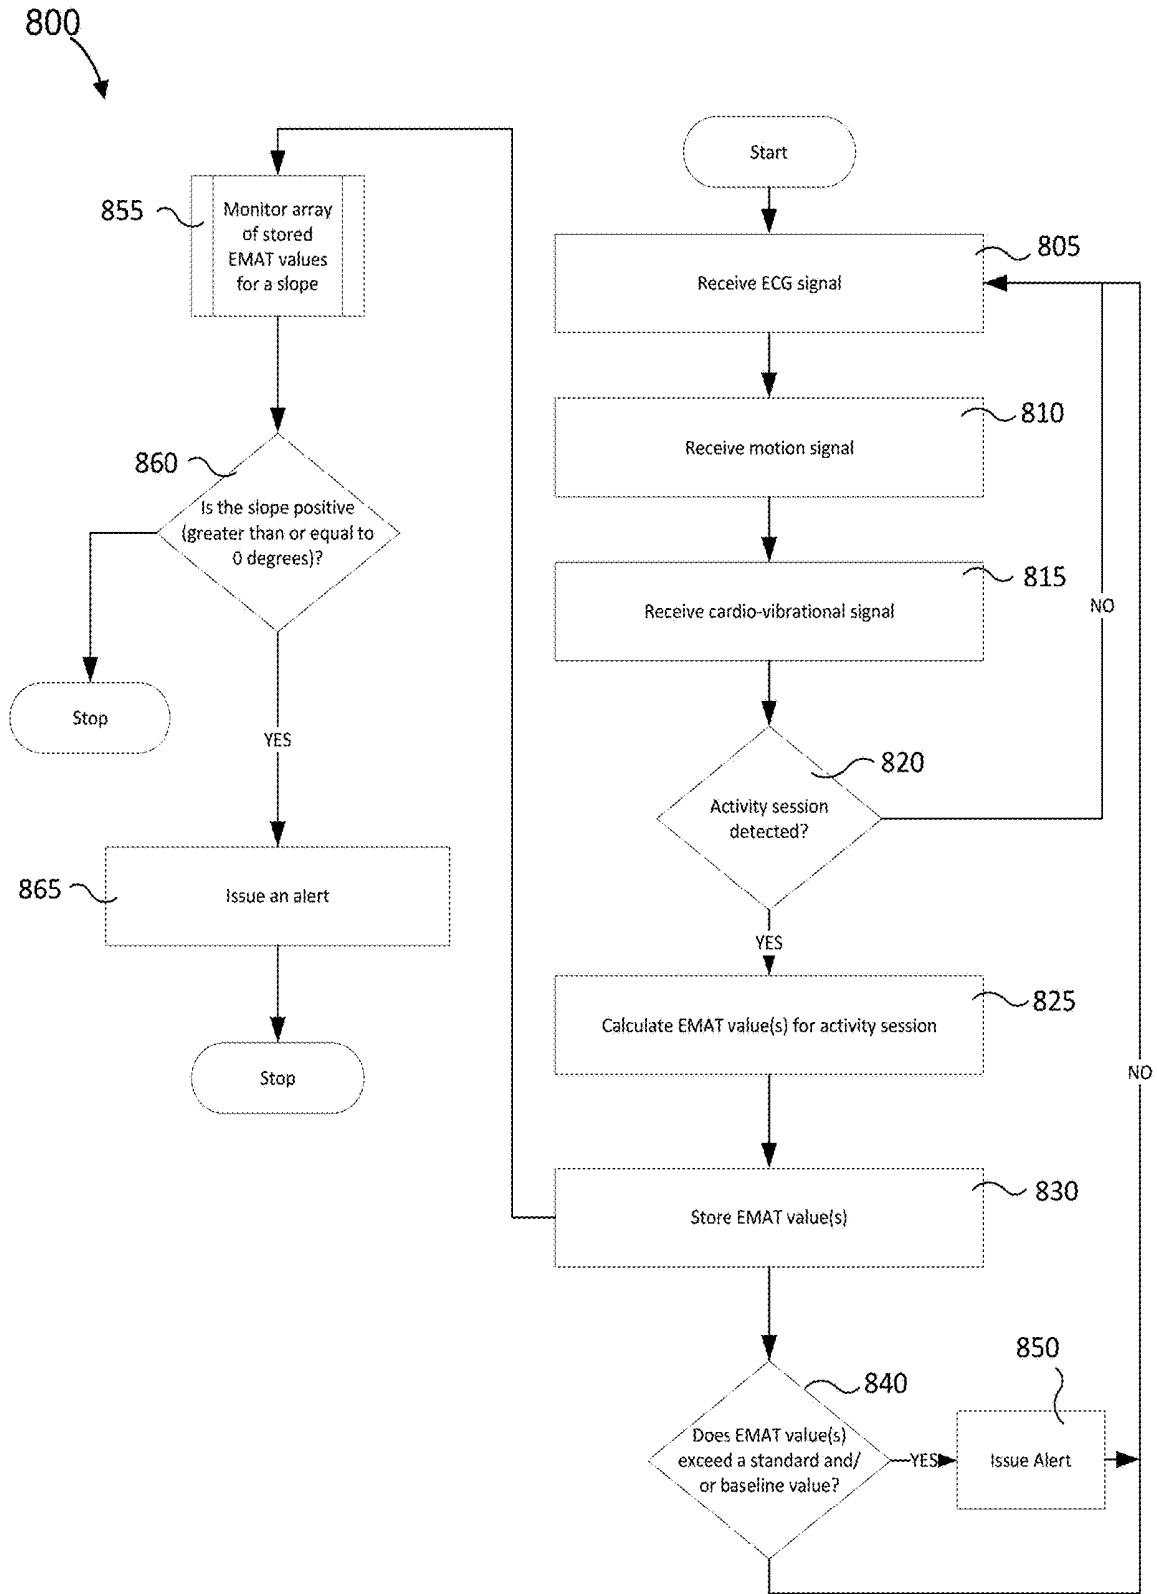 800
Start
855
Monitor array
of stored
EMAT values
for a slope
805
Receive ECG signal
810
Receive motion signal
860
Is the slope positive
(greater than or equal to
0 degrees)?
815
Receive cardio-vibrational signal
NO
Stop
YES
820
Activity session
detected?
865
Issue an alert
YES
825
Calculate EMAT value(s) for activity session
Stop
NO
830
Store EMAT value(s)
850
840
Does EMAT value(s)
exceed a standard and/
or baseline value?
YES
Issue Alert